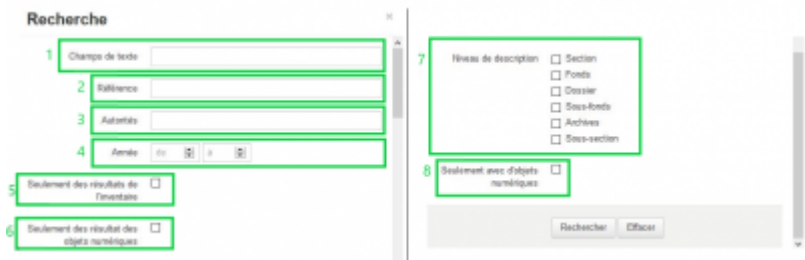 Recherche ×
1 Champs de texte
2 Référence
3 Autorités
4 Année de a
5 Seulement des résultats de
l'inventaire
6 Seulement des résultat des
objets numériques
7 Niveau de description Section
Fonds
Dossier
Sous-fonds
Archives
Sous-section
8 Seulement avec d'objets
numériques
Rechercher Effacer